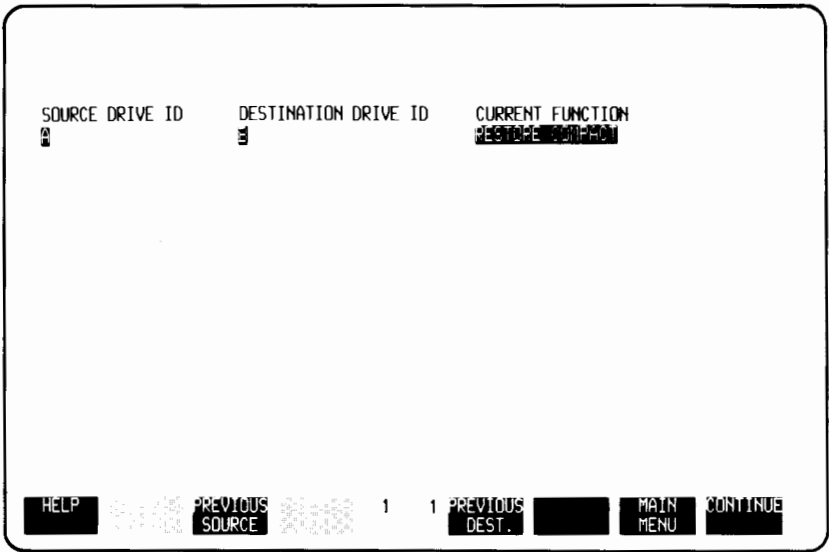 SOURCE DRIVE ID DESTINATION DRIVE ID CURRENT FUNCTION
A B RESTORE COMPACT
HELP PREVIOUS SOURCE 1 1 PREVIOUS DEST. MAIN MENU CONTINUE